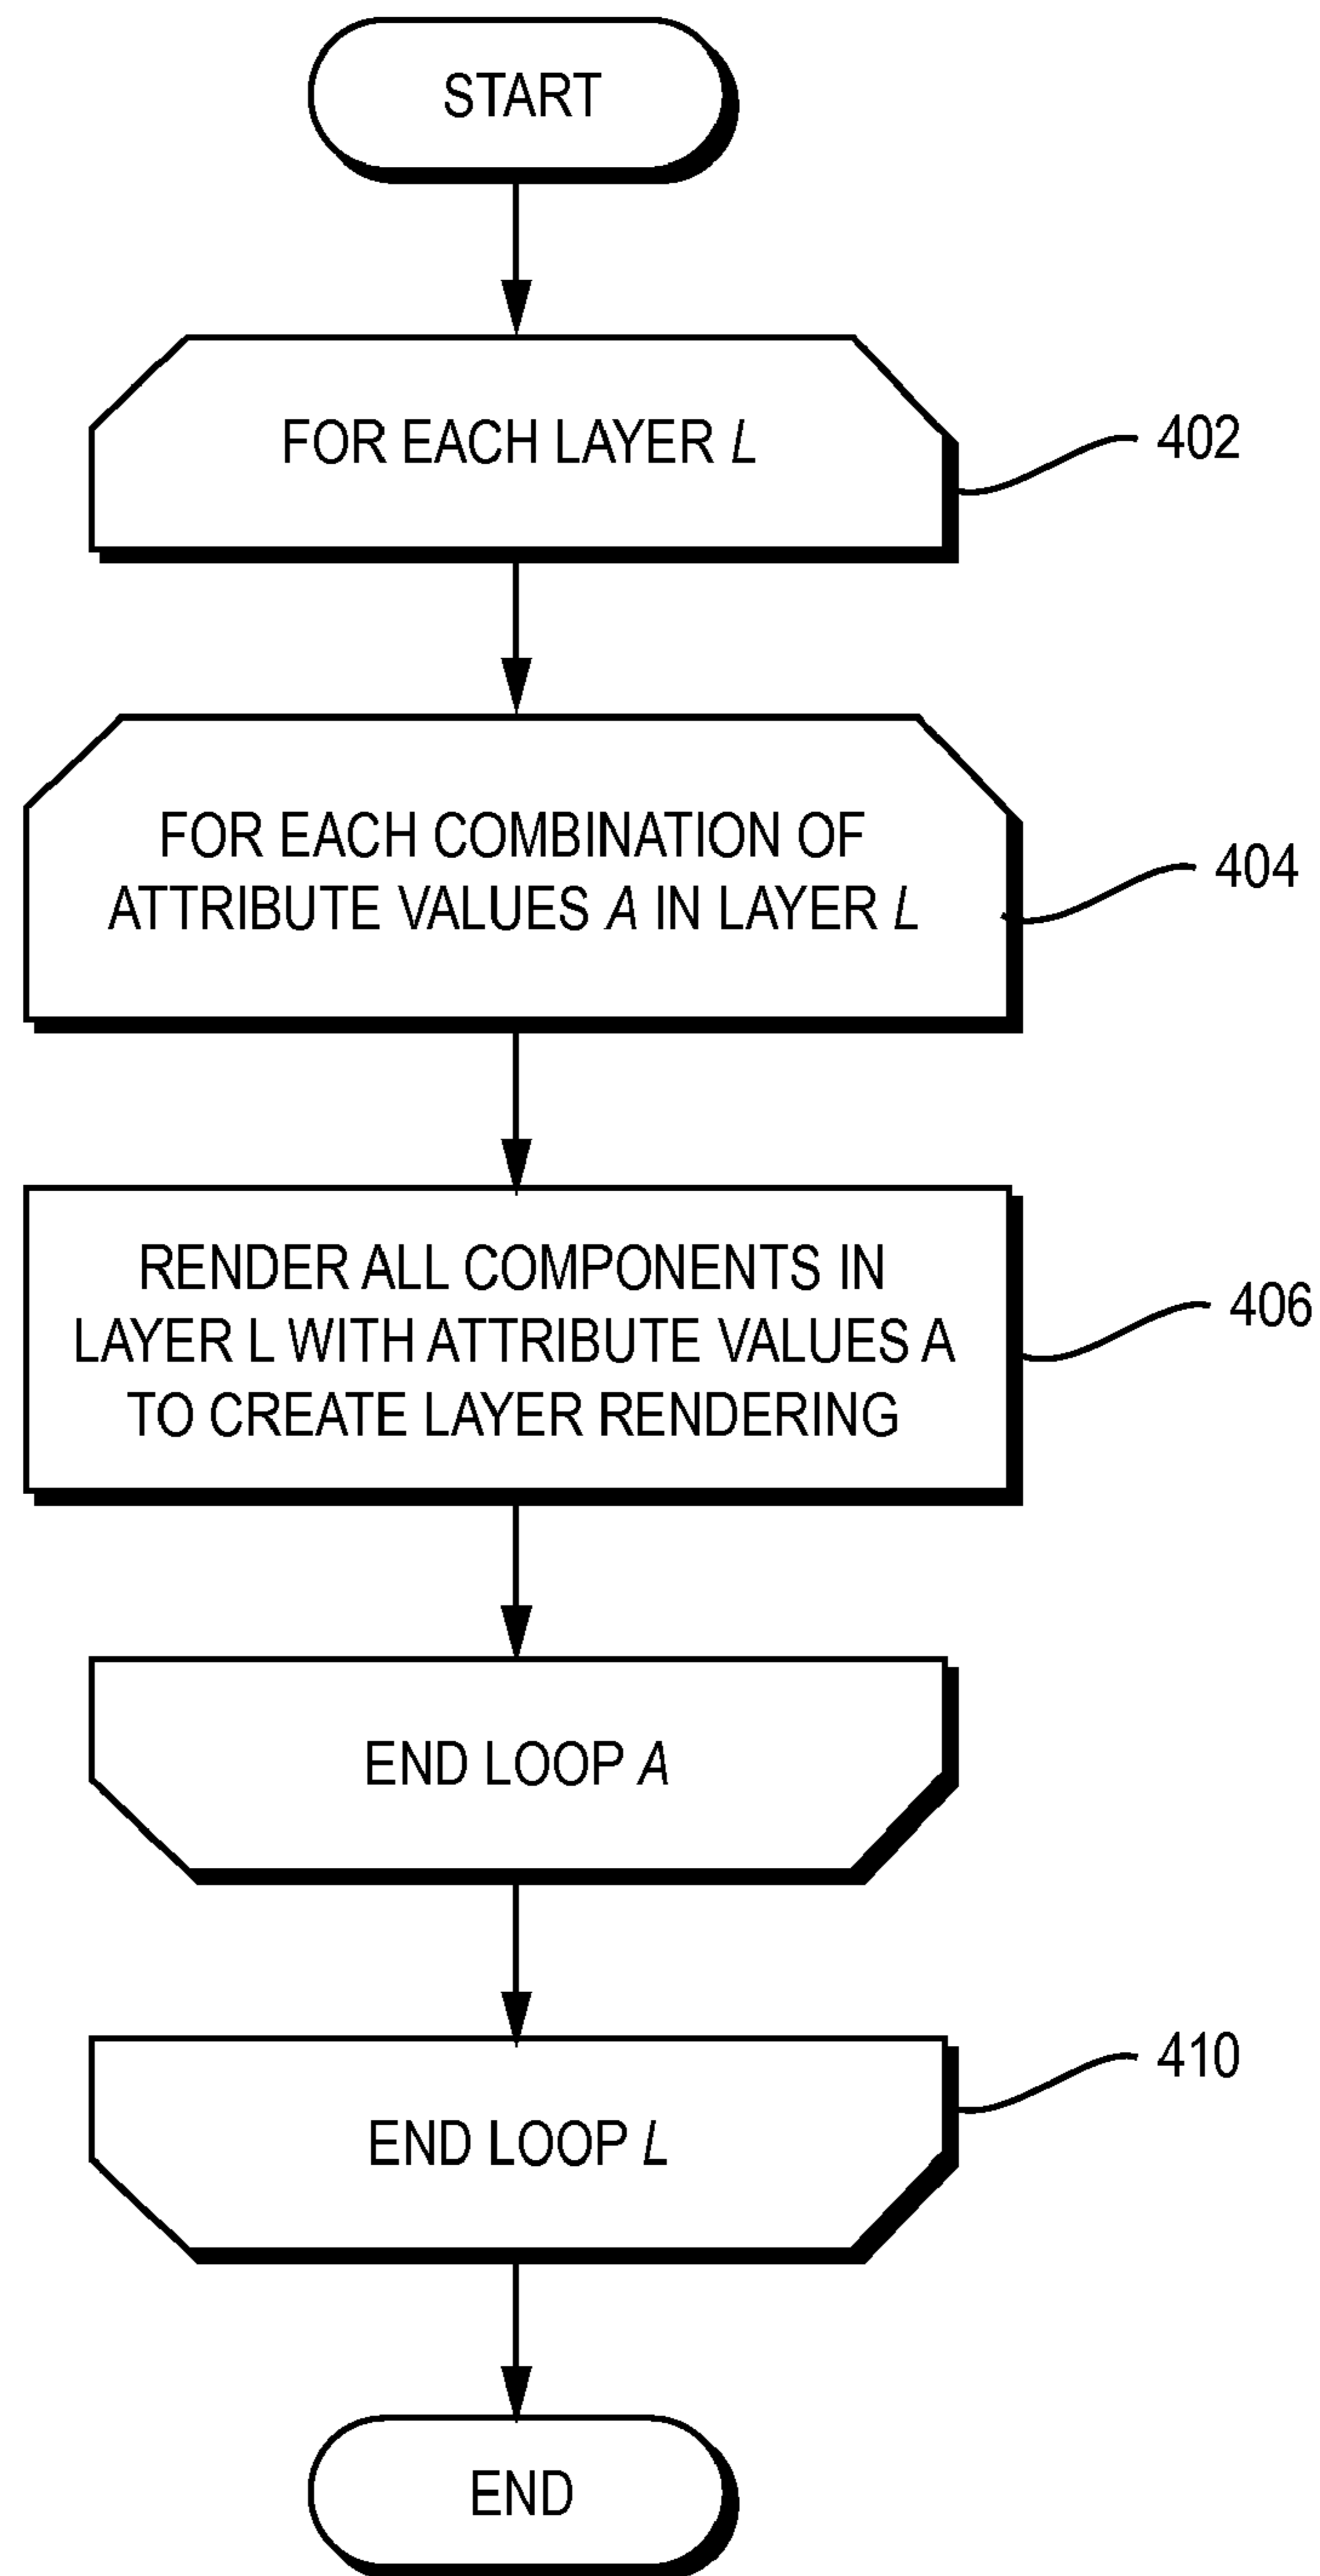 START
FOR EACH LAYER L
402
FOR EACH COMBINATION OF
ATTRIBUTE VALUES A IN LAYER L
404
RENDER ALL COMPONENTS IN
LAYER L WITH ATTRIBUTE VALUES A
TO CREATE LAYER RENDERING
406
END LOOP A
END LOOP L
410
END